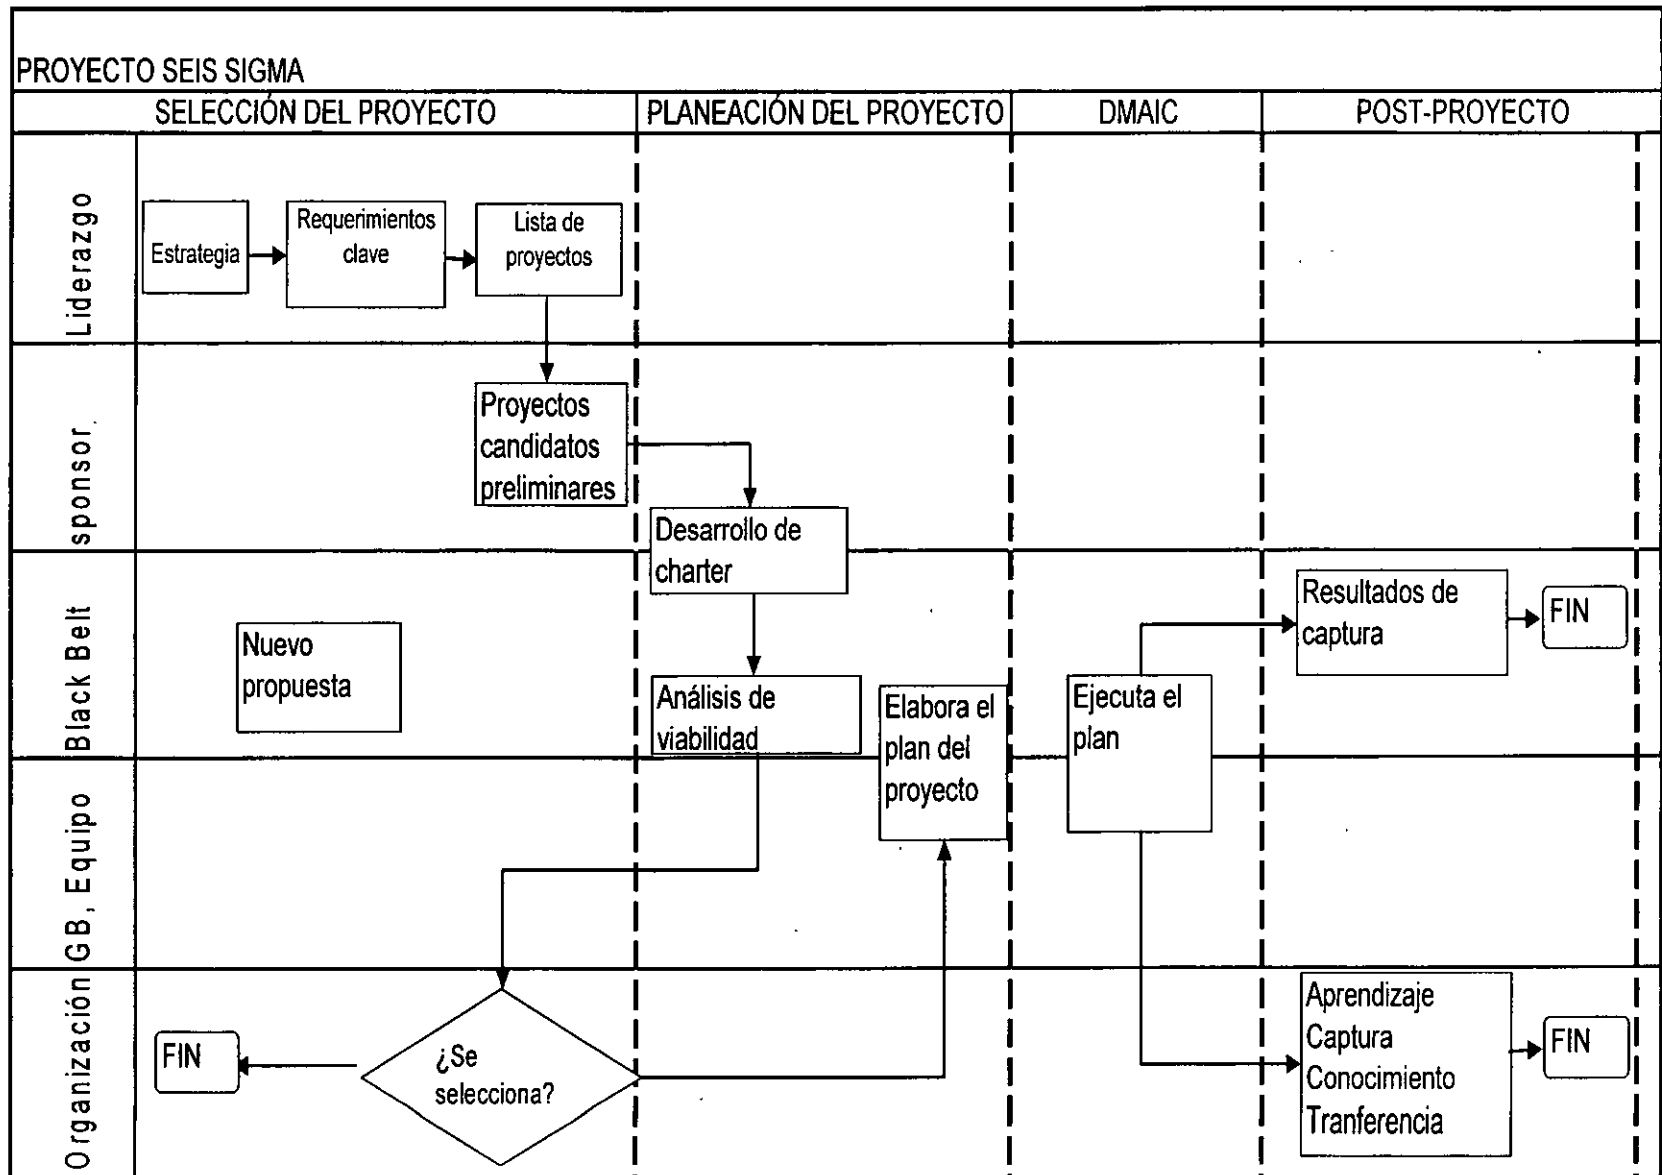 PROYECTO SEIS SIGMA
SELECCIÓN DEL PROYECTO
PLANEACIÓN DEL PROYECTO
DMAIC
POST-PROYECTO
Liderazgo
Estrategia
Requerimientos
clave
Lista de
proyectos
sponsor
Proyectos
candidatos
preliminares
Desarrollo de
charter
Black Belt
Nuevo
propuesta
Análisis de
viabilidad
Elabora el
plan del
proyecto
Ejecuta el
plan
Resultados de
captura
FIN
GB, Equipo
Organización
FIN
¿Se
selecciona?
Aprendizaje
Captura
Conocimiento
Tranferencia
FIN